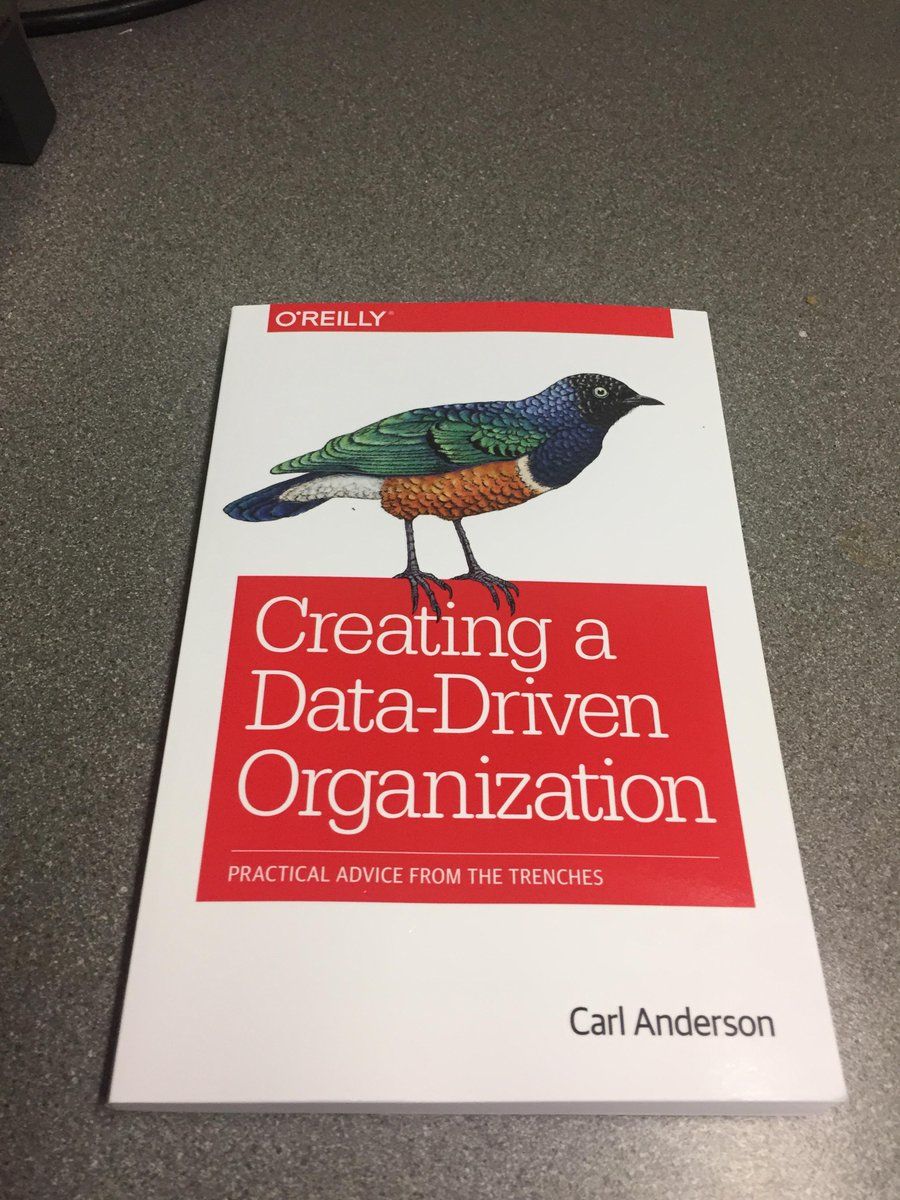 O'REILLY®
Creating a
Data-Driven
Organization
PRACTICAL ADVICE FROM THE TRENCHES
Carl Anderson